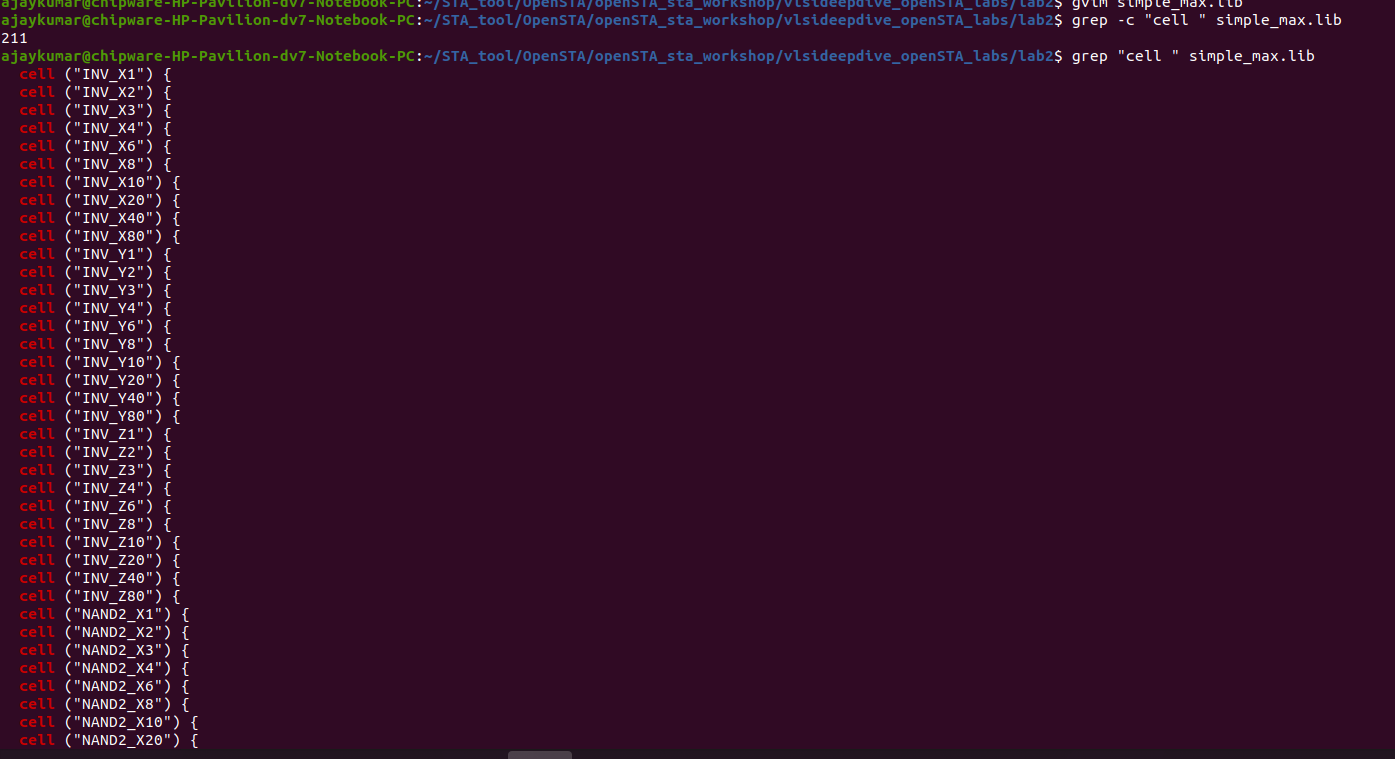 ajaykumar@chipware-HP-Pavilion-dv7-Notebook-PC:~/STA_tool/OpenSTA/openSTA_sta_workshop/vlsideepdive_openSTA_labs/lab2$ gvim simple_max.lib
ajaykumar@chipware-HP-Pavilion-dv7-Notebook-PC:~/STA_tool/OpenSTA/openSTA_sta_workshop/vlsideepdive_openSTA_labs/lab2$ grep -c "cell " simple_max.lib
211
ajaykumar@chipware-HP-Pavilion-dv7-Notebook-PC:~/STA_tool/OpenSTA/openSTA_sta_workshop/vlsideepdive_openSTA_labs/lab2$ grep "cell " simple_max.lib
  cell ("INV_X1") {
  cell ("INV_X2") {
  cell ("INV_X3") {
  cell ("INV_X4") {
  cell ("INV_X6") {
  cell ("INV_X8") {
  cell ("INV_X10") {
  cell ("INV_X20") {
  cell ("INV_X40") {
  cell ("INV_X80") {
  cell ("INV_Y1") {
  cell ("INV_Y2") {
  cell ("INV_Y3") {
  cell ("INV_Y4") {
  cell ("INV_Y6") {
  cell ("INV_Y8") {
  cell ("INV_Y10") {
  cell ("INV_Y20") {
  cell ("INV_Y40") {
  cell ("INV_Y80") {
  cell ("INV_Z1") {
  cell ("INV_Z2") {
  cell ("INV_Z3") {
  cell ("INV_Z4") {
  cell ("INV_Z6") {
  cell ("INV_Z8") {
  cell ("INV_Z10") {
  cell ("INV_Z20") {
  cell ("INV_Z40") {
  cell ("INV_Z80") {
  cell ("NAND2_X1") {
  cell ("NAND2_X2") {
  cell ("NAND2_X3") {
  cell ("NAND2_X4") {
  cell ("NAND2_X6") {
  cell ("NAND2_X8") {
  cell ("NAND2_X10") {
  cell ("NAND2_X20") {